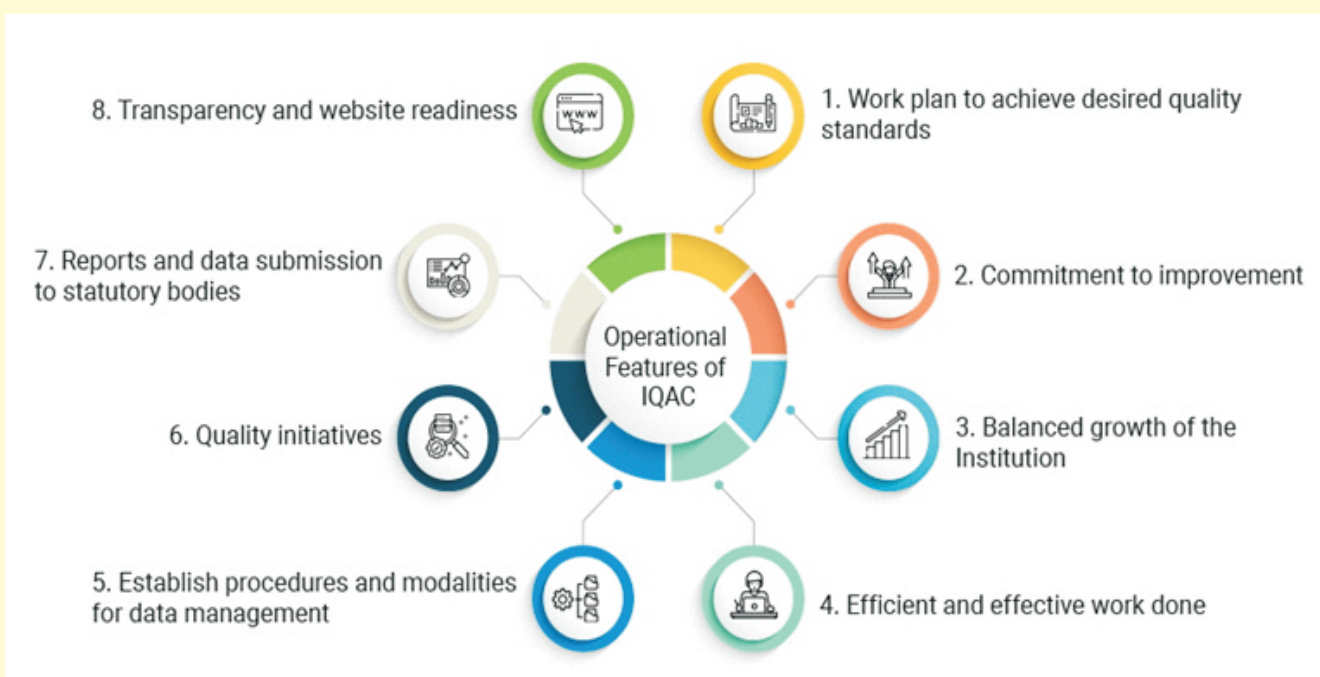 Operational
Features of
IQAC
1. Work plan to achieve desired quality
standards
2. Commitment to improvement
3. Balanced growth of the
Institution
4. Efficient and effective work done
5. Establish procedures and modalities
for data management
6. Quality initiatives
7. Reports and data submission
to statutory bodies
8. Transparency and website readiness
www